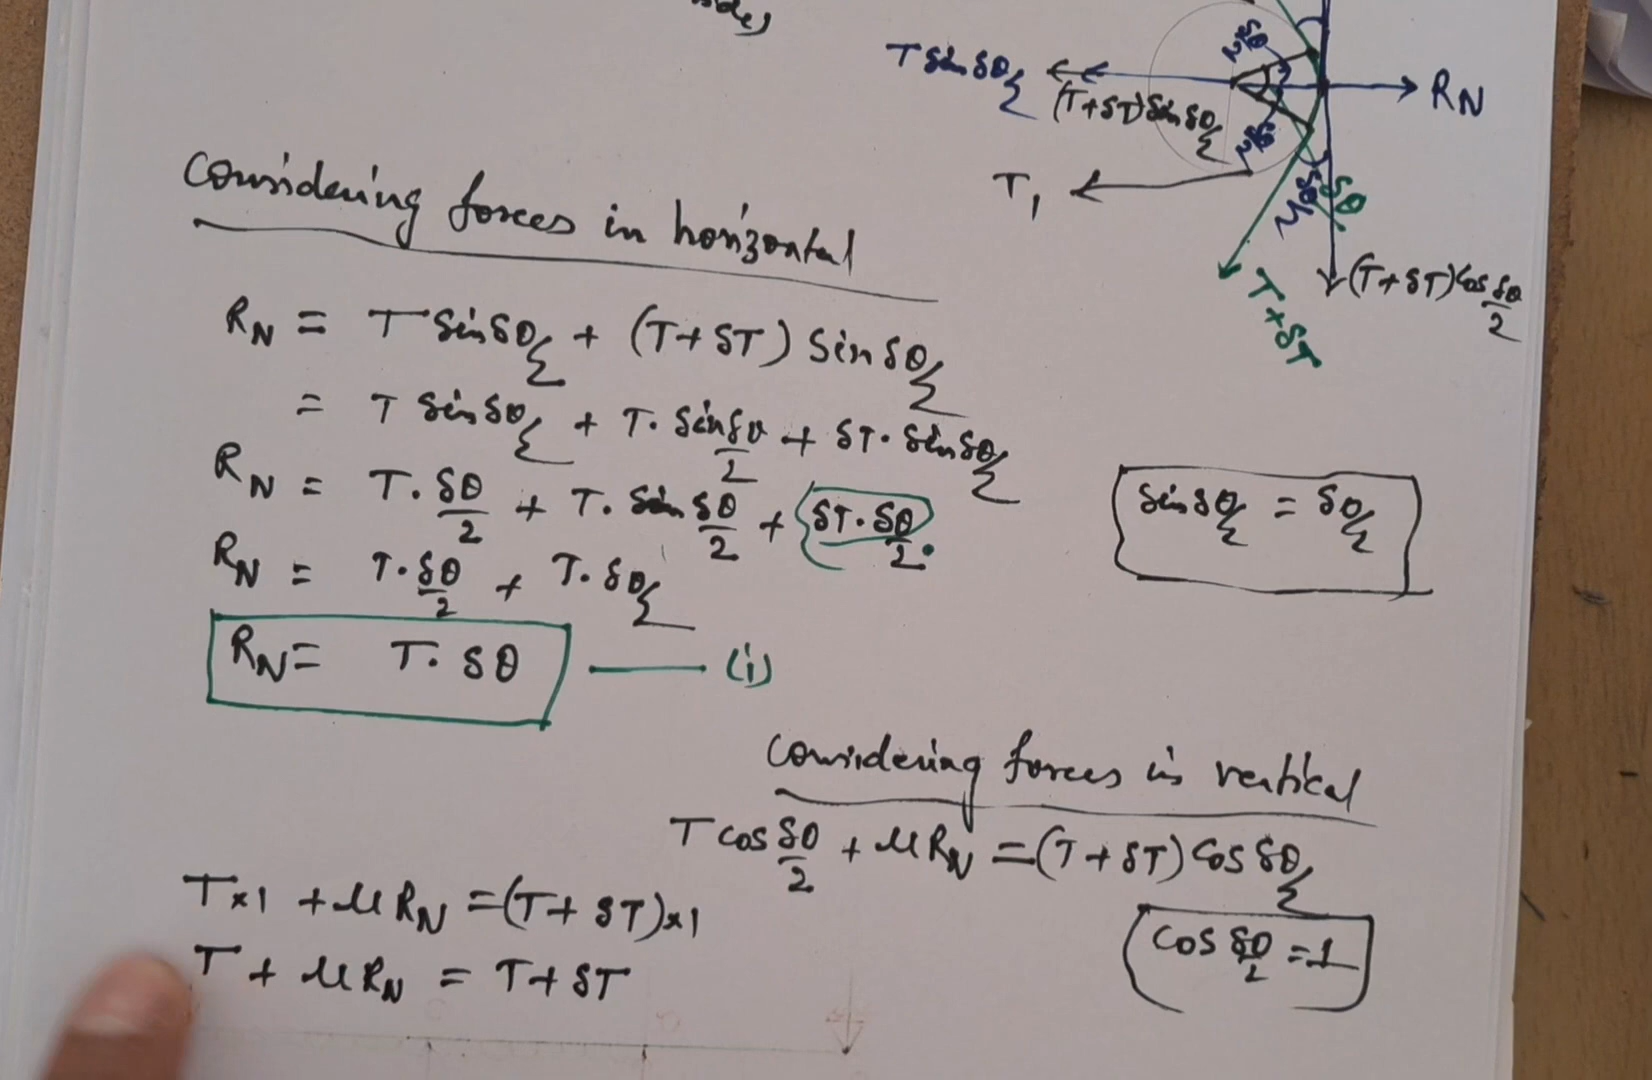 T sin δθ/2
(T+δT) sin δθ/2
δθ/2
R_N
δθ/2
T₁
δθ/2
δθ
T+δT
(T+δT) cos δθ/2
Considering forces in horizontal
R_N = T sin δθ/2 + (T+δT) sin δθ/2
= T sin δθ/2 + T. sin δθ/2 + δT. sin δθ/2
R_N = T. δθ/2 + T. sin δθ/2 + δT. δθ/2.
sin δθ/2 = δθ/2
R_N = T. δθ/2 + T. δθ/2
R_N = T. δθ (i)
Considering forces in vertical
T cos δθ/2 + μR_N = (T+δT) cos δθ/2
T×1 + μR_N = (T+δT)×1
cos δθ/2 = 1
T + μR_N = T+δT